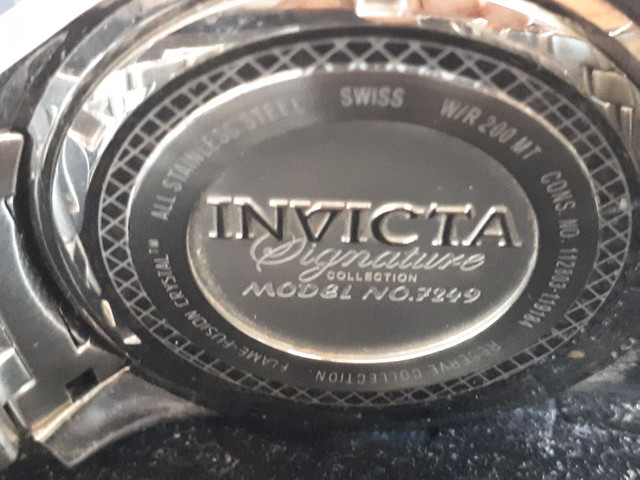 ALL STAINLESS STEEL SWISS W/R 200 MT CONS. NO.
RESERVE COLLECTION. FLAME-FUSION CRYSTAL
INVICTA
Signature
COLLECTION
MODEL NO.7249